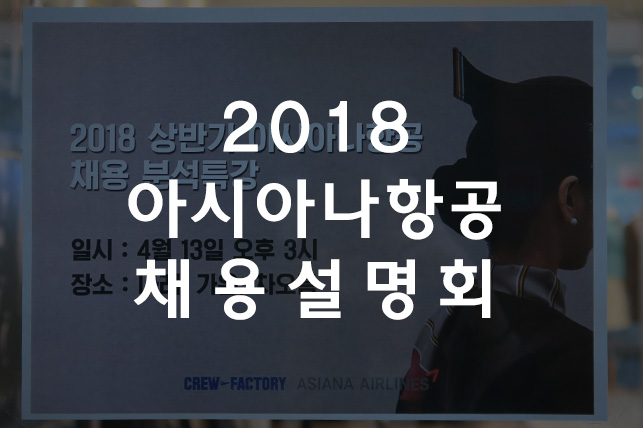 2018
아시아나항공
채용설명회
2018 상반기 아시아나항공
채용 분석특강
일시 : 4월 13일 오후 3시
장소 :
CREW FACTORY ASIANA AIRLINES